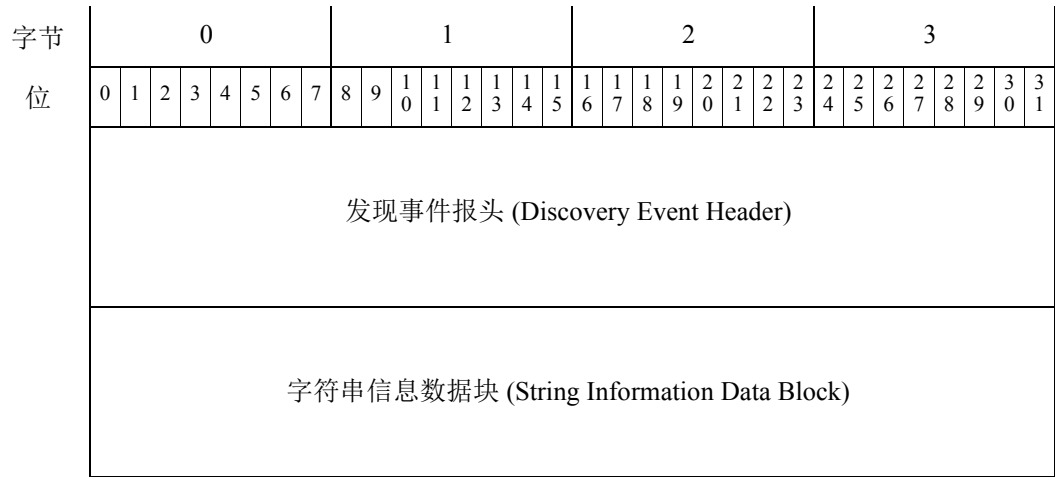 字节 0 1 2 3
位 0 1 2 3 4 5 6 7 8 9 10 11 12 13 14 15 16 17 18 19 20 21 22 23 24 25 26 27 28 29 30 31
发现事件报头 (Discovery Event Header)
字符串信息数据块 (String Information Data Block)